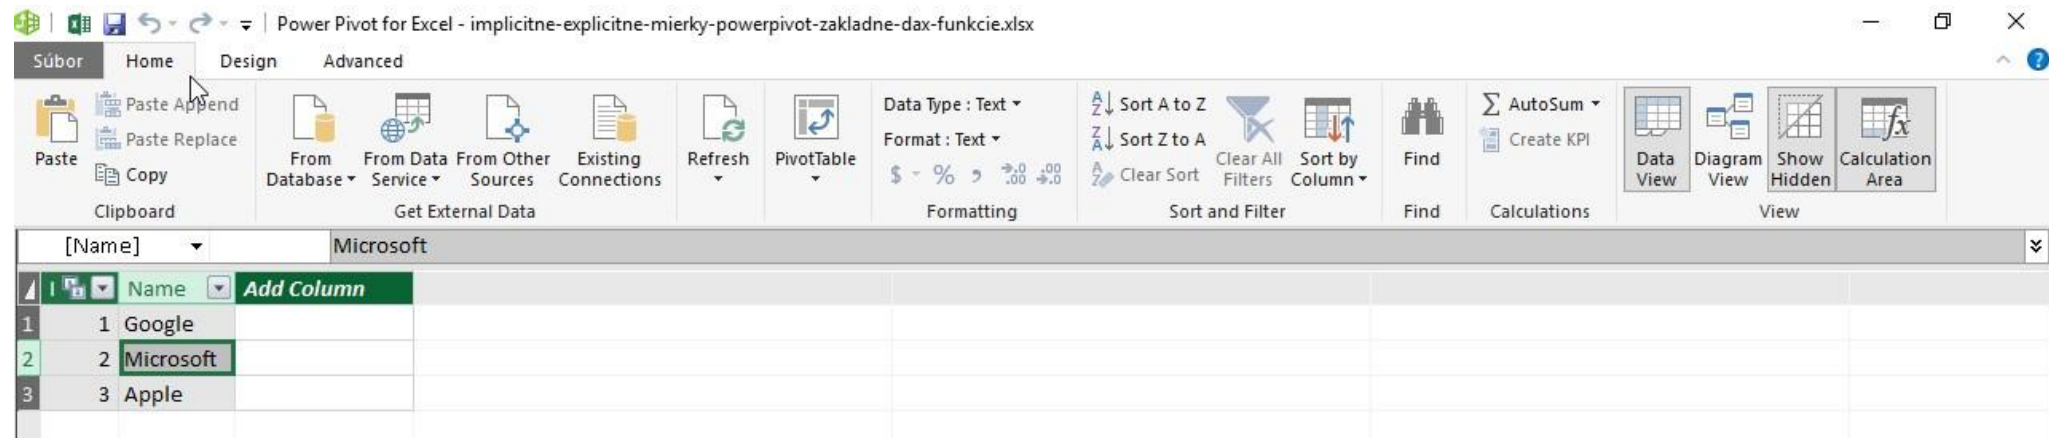 Power Pivot for Excel - implicitne-explicitne-mierky-powerpivot-zakladne-dax-funkcie.xlsx
Súbor Home Design Advanced
Paste
Paste Append
Paste Replace
Copy
Clipboard
From Database
From Data Service
From Other Sources
Existing Connections
Get External Data
Refresh
PivotTable
Data Type : Text
Format : Text
$ % 9 .00 .00
Formatting
Sort A to Z
Sort Z to A
Clear Sort
Clear All Filters
Sort by Column
Sort and Filter
Find
Find
∑ AutoSum
Create KPI
Calculations
Data View
Diagram View
Show Hidden
fx
Calculation Area
View
[Name] Microsoft
I Name Add Column
1 1 Google
2 2 Microsoft
3 3 Apple